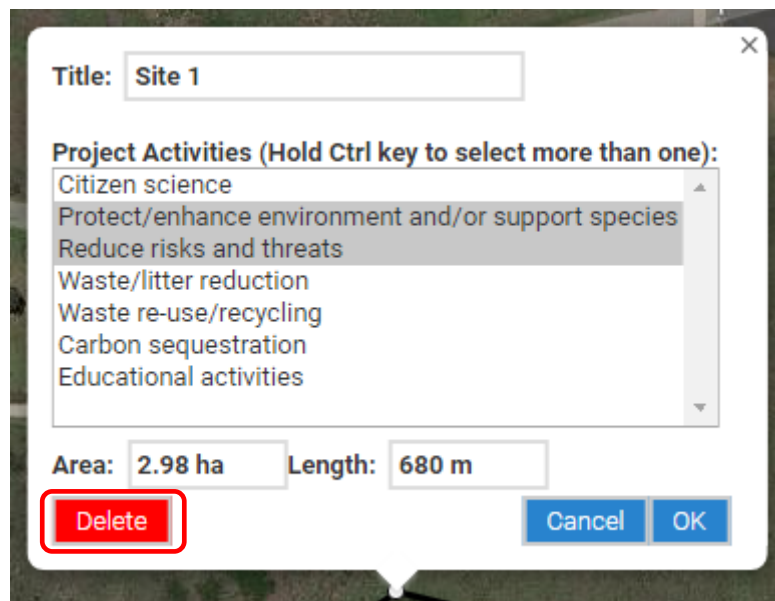 ×
Title: Site 1
Project Activities (Hold Ctrl key to select more than one):
Citizen science
Protect/enhance environment and/or support species
Reduce risks and threats
Waste/litter reduction
Waste re-use/recycling
Carbon sequestration
Educational activities
Area: 2.98 ha Length: 680 m
Delete Cancel OK